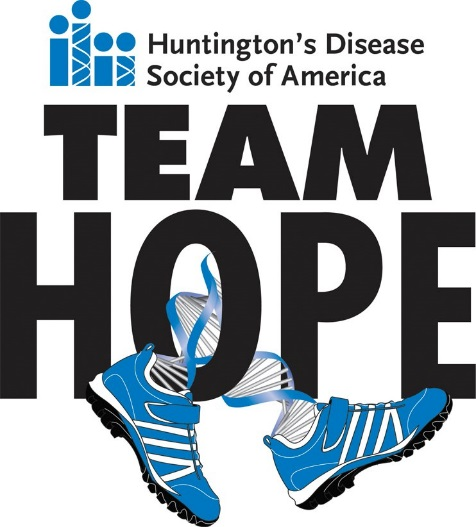 Huntington's Disease
Society of America
TEAM
HOPE